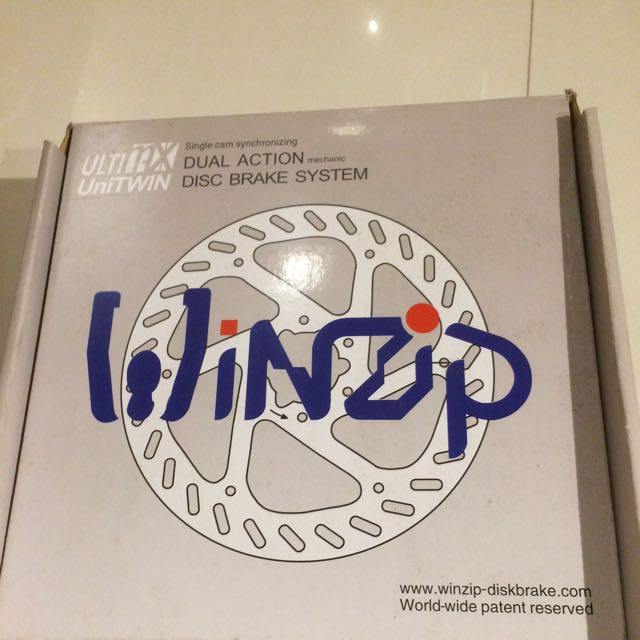 ULTIMAX
UniTWIN
Single cam synchronizing
DUAL ACTION mechanic
DISC BRAKE SYSTEM
Winzip
www.winzip-diskbrake.com
World-wide patent reserved